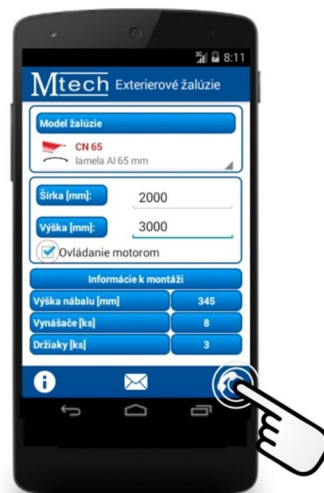 3G 8:11
Mtech Exterierové žalúzie
Model žalúzie
CN 65
lamela Al 65 mm
Šírka [mm]: 2000
Výška [mm]: 3000
Ovládanie motorom
Informácie k montáži
Výška nábalu [mm] 345
Vynášače [ks] 8
Držiaky [ks] 3